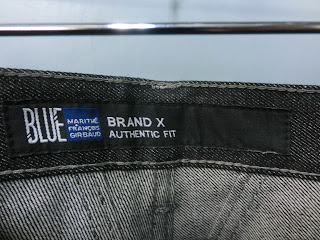 BLUE
MARITHÉ
+ FRANÇOIS
GIRBAUD
BRAND X
AUTHENTIC FIT